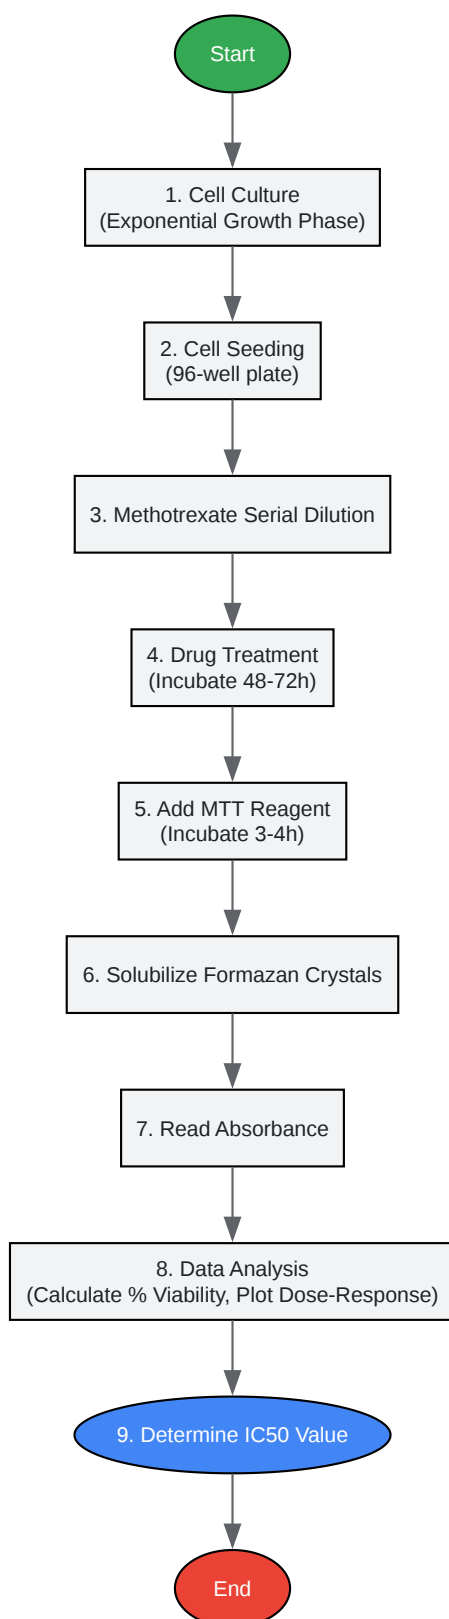 Start
1. Cell Culture
(Exponential Growth Phase)
2. Cell Seeding
(96-well plate)
3. Methotrexate Serial Dilution
4. Drug Treatment
(Incubate 48-72h)
5. Add MTT Reagent
(Incubate 3-4h)
6. Solubilize Formazan Crystals
7. Read Absorbance
8. Data Analysis
(Calculate % Viability, Plot Dose-Response)
9. Determine IC50 Value
End